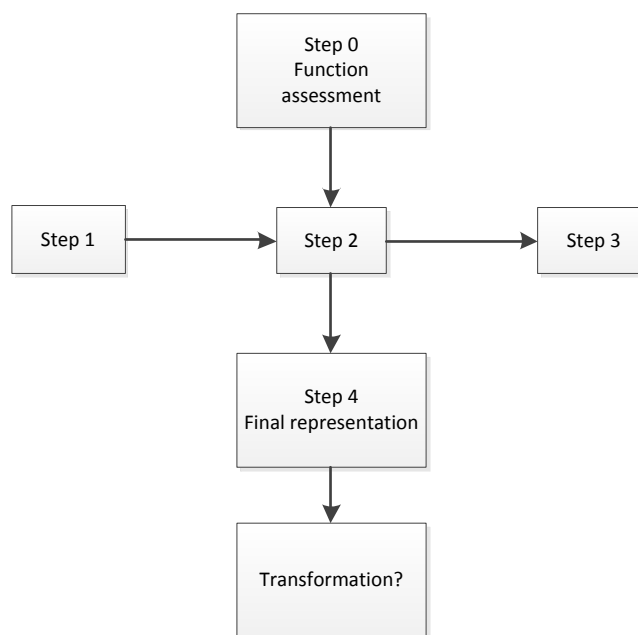 Step 0
Function
assessment
Step 1
Step 2
Step 3
Step 4
Final representation
Transformation?